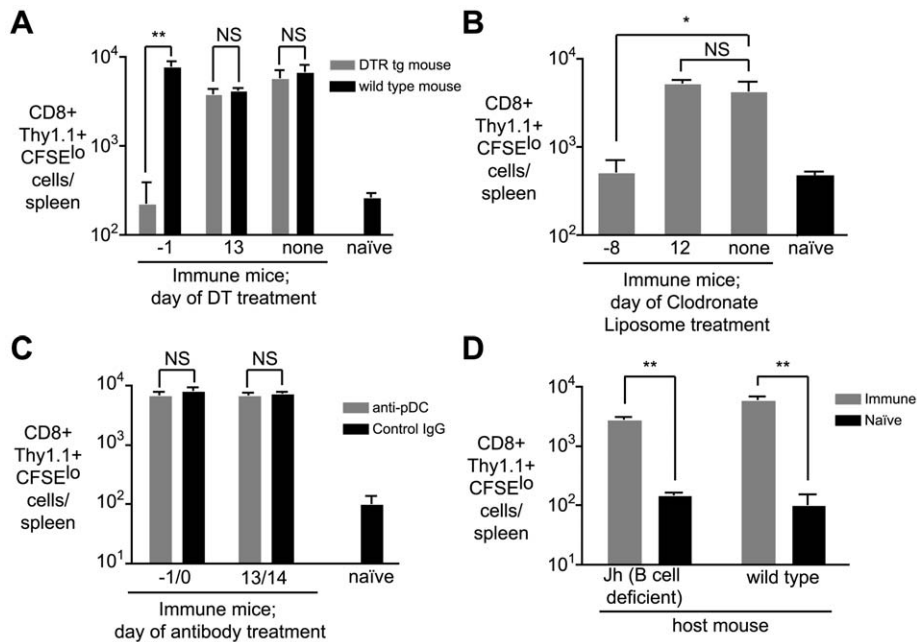 A
**
NS
NS
DTR tg mouse
wild type mouse
10^4
10^3
10^2
CD8+
Thy1.1+
CFSE^lo
cells/
spleen
-1
13
none
naïve
Immune mice;
day of DT treatment
B
*
NS
10^4
10^3
10^2
CD8+
Thy1.1+
CFSE^lo
cells/
spleen
-8
12
none
naïve
Immune mice;
day of Clodronate
Liposome treatment
C
NS
NS
anti-pDC
Control IgG
10^4
10^3
10^2
10^1
CD8+
Thy1.1+
CFSE^lo
cells/
spleen
-1/0
13/14
naïve
Immune mice;
day of antibody treatment
D
**
**
Immune
Naïve
10^4
10^3
10^2
10^1
CD8+
Thy1.1+
CFSE^lo
cells/
spleen
Jh (B cell
deficient)
wild type
host mouse